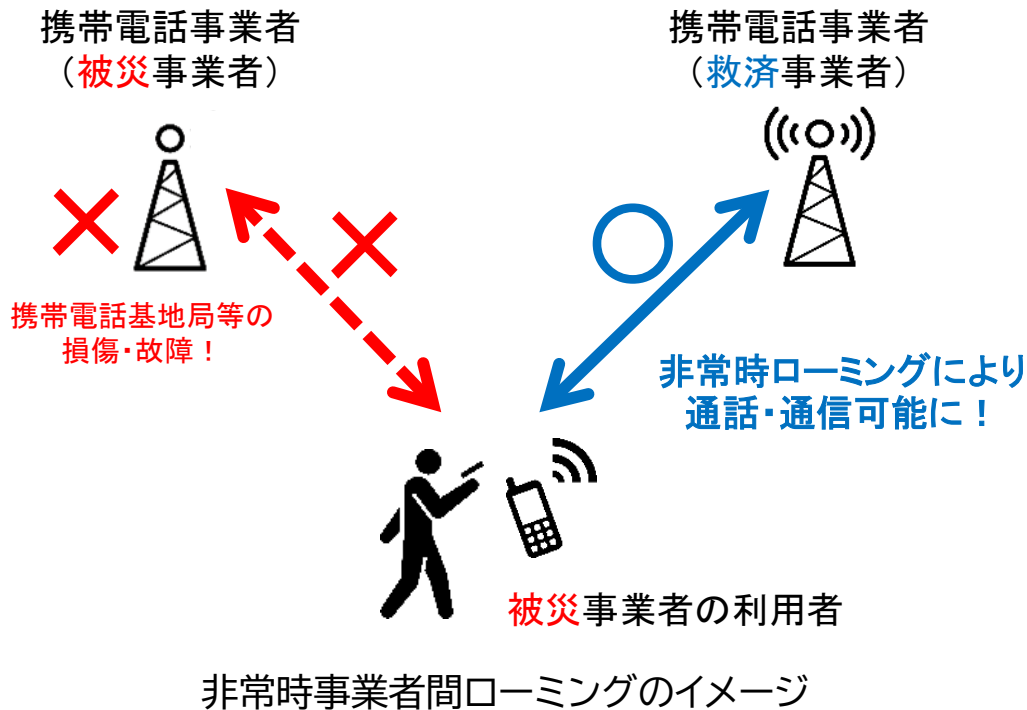 携帯電話事業者
（被災事業者）
携帯電話事業者
（救済事業者）
携帯電話基地局等の
損傷・故障！
非常時ローミングにより
通話・通信可能に！
被災事業者の利用者
非常時事業者間ローミングのイメージ